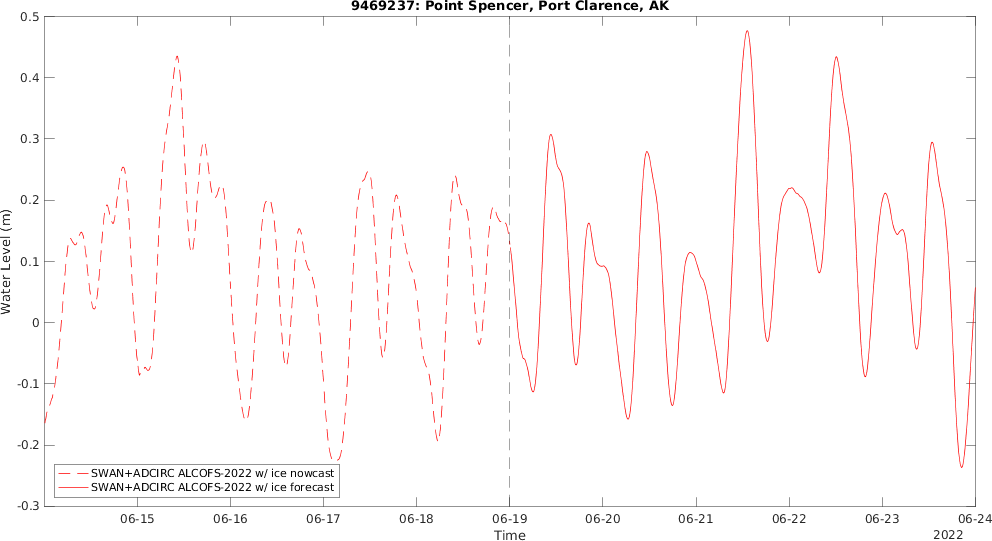 9469237: Point Spencer, Port Clarence, AK
0.5
0.4
0.3
0.2
0.1
0
-0.1
-0.2
-0.3
Water Level (m)
SWAN+ADCIRC ALCOFS-2022 w/ ice nowcast
SWAN+ADCIRC ALCOFS-2022 w/ ice forecast
06-15 06-16 06-17 06-18 06-19 06-20 06-21 06-22 06-23 06-24
Time
2022